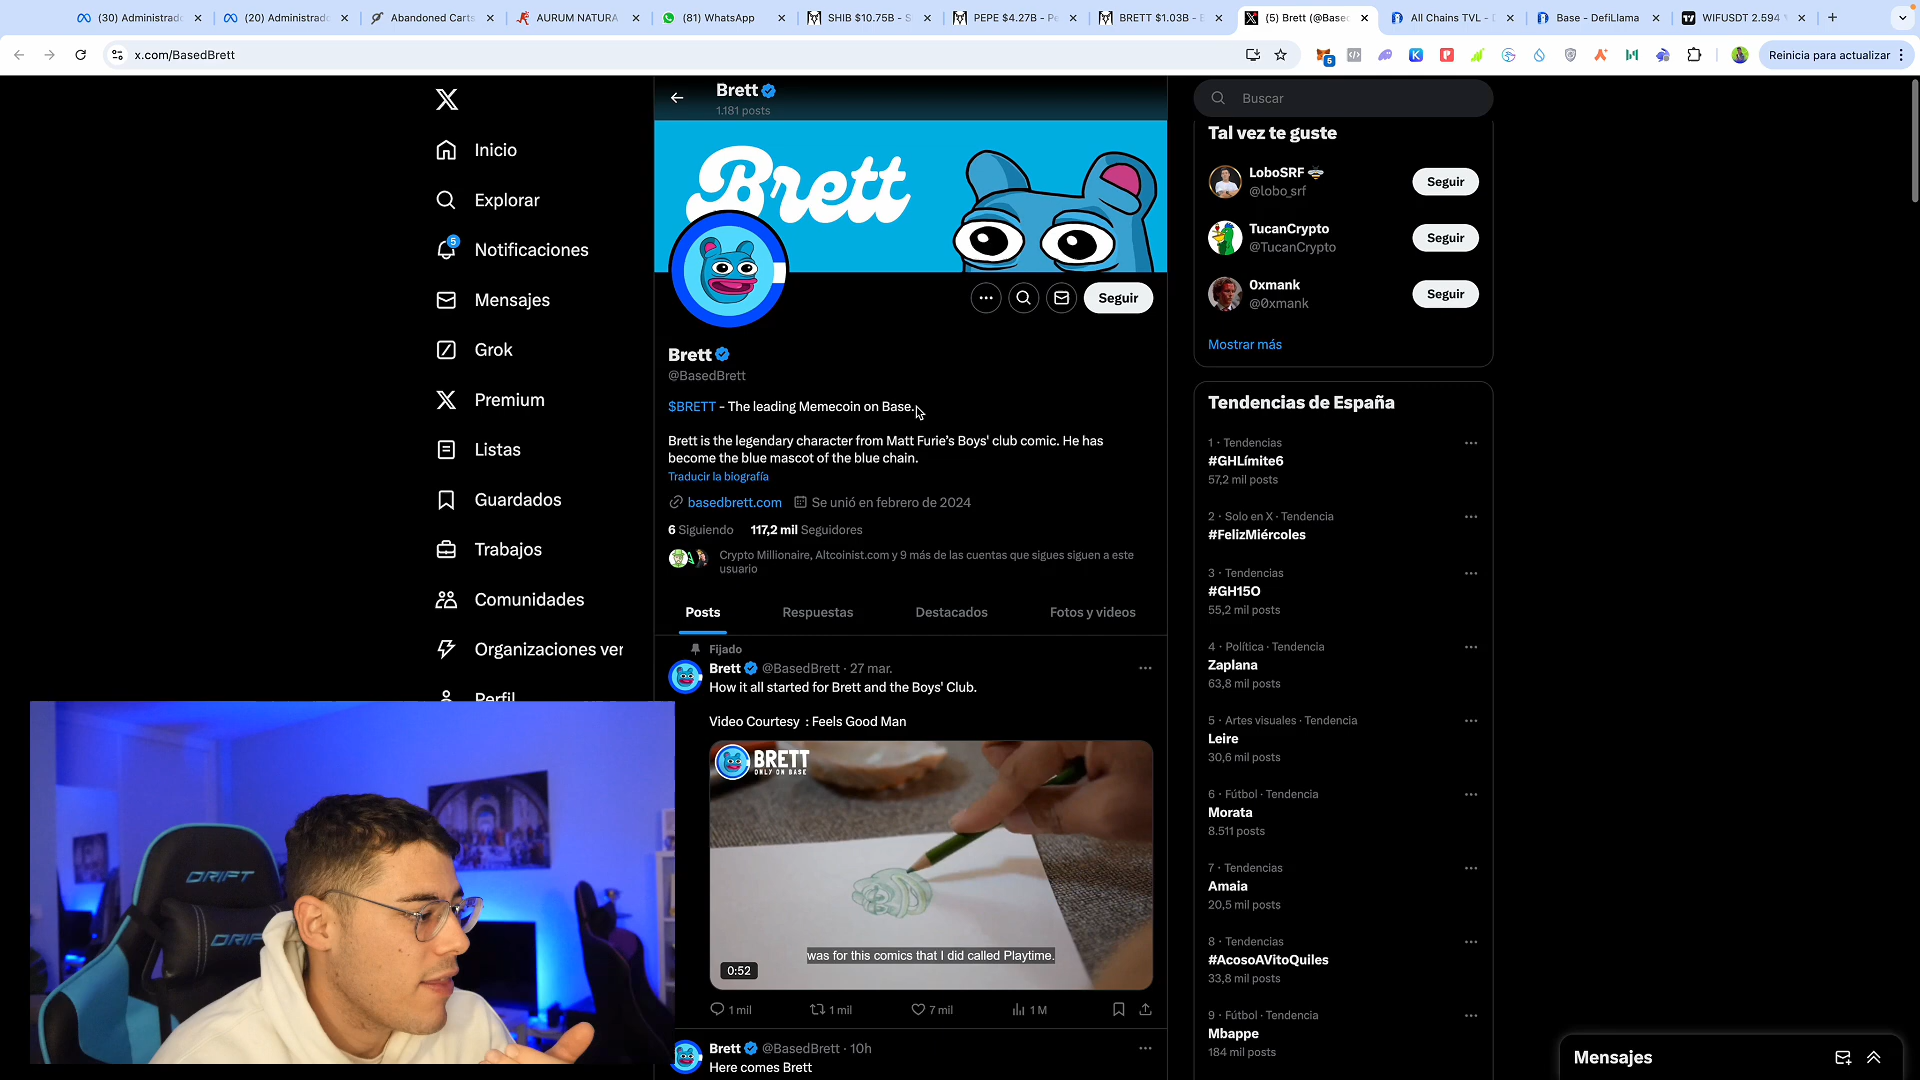 (30) Administrad
(20) Administrad
Abandoned Carts
AURUM NATURA
(81) WhatsApp
SHIB $10.75B - S
PEPE $4.27B - Pe
BRETT $1.03B - B
(5) Brett (@Base
All Chains TVL - D
Base - DefiLlama
WIFUSDT 2.594
x.com/BasedBrett
5
Reinicia para actualizar
Inicio
Explorar
5
Notificaciones
Mensajes
Grok
Premium
Listas
Guardados
Trabajos
Comunidades
Organizaciones ver
Perfil
Brett
1.181 posts
Brett
Seguir
Brett
@BasedBrett
$BRETT - The leading Memecoin on Base.
Brett is the legendary character from Matt Furie's Boys' club comic. He has
become the blue mascot of the blue chain.
Traducir la biografía
basedbrett.com Se unió en febrero de 2024
6 Siguiendo 117,2 mil Seguidores
Crypto Millionaire, Altcoinist.com y 9 más de las cuentas que sigues siguen a este
usuario
Posts Respuestas Destacados Fotos y videos
Fijado
Brett @BasedBrett · 27 mar.
How it all started for Brett and the Boys' Club.
Video Courtesy : Feels Good Man
BRETT
ONLY ON BASE
was for this comics that I did called Playtime.
0:52
1 mil 1 mil 7 mil 1 M
Brett @BasedBrett · 10h
Here comes Brett
Buscar
Tal vez te guste
LoboSRF
@lobo_srf
Seguir
TucanCrypto
@TucanCrypto
Seguir
0xmank
@0xmank
Seguir
Mostrar más
Tendencias de España
1 · Tendencias
#GHLímite6
57,2 mil posts
2 · Solo en X · Tendencia
#FelizMiércoles
3 · Tendencias
#GH15O
55,2 mil posts
4 · Política · Tendencia
Zaplana
63,8 mil posts
5 · Artes visuales · Tendencia
Leire
30,6 mil posts
6 · Fútbol · Tendencia
Morata
8.511 posts
7 · Tendencias
Amaia
20,5 mil posts
8 · Tendencias
#AcosoAVitoQuiles
33,8 mil posts
9 · Fútbol · Tendencia
Mbappe
184 mil posts
Mensajes
DRIFT
DRIF